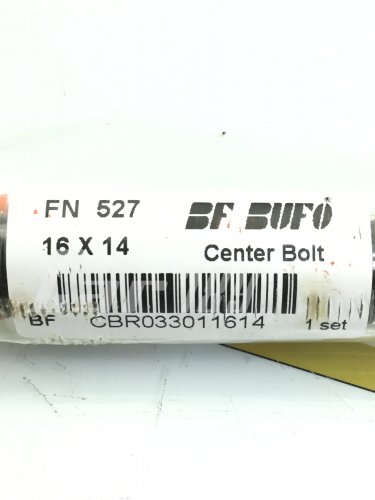 FN 527 BF BUFO
16 X 14 Center Bolt
BF CBR033011614 1 set